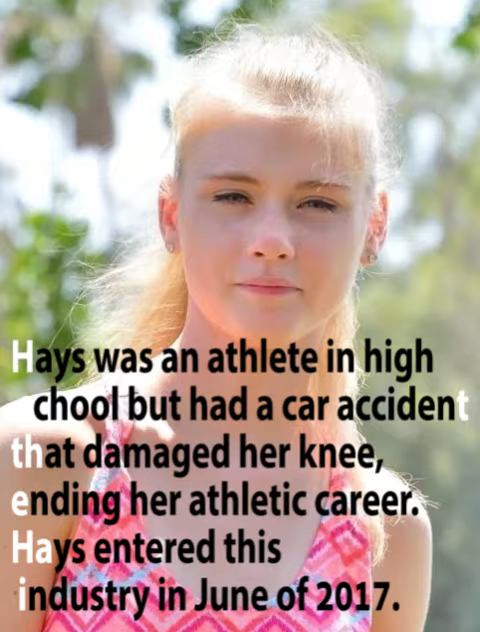 Hays was an athlete in high
chool but had a car accident
that damaged her knee,
ending her athletic career.
Hays entered this
industry in June of 2017.